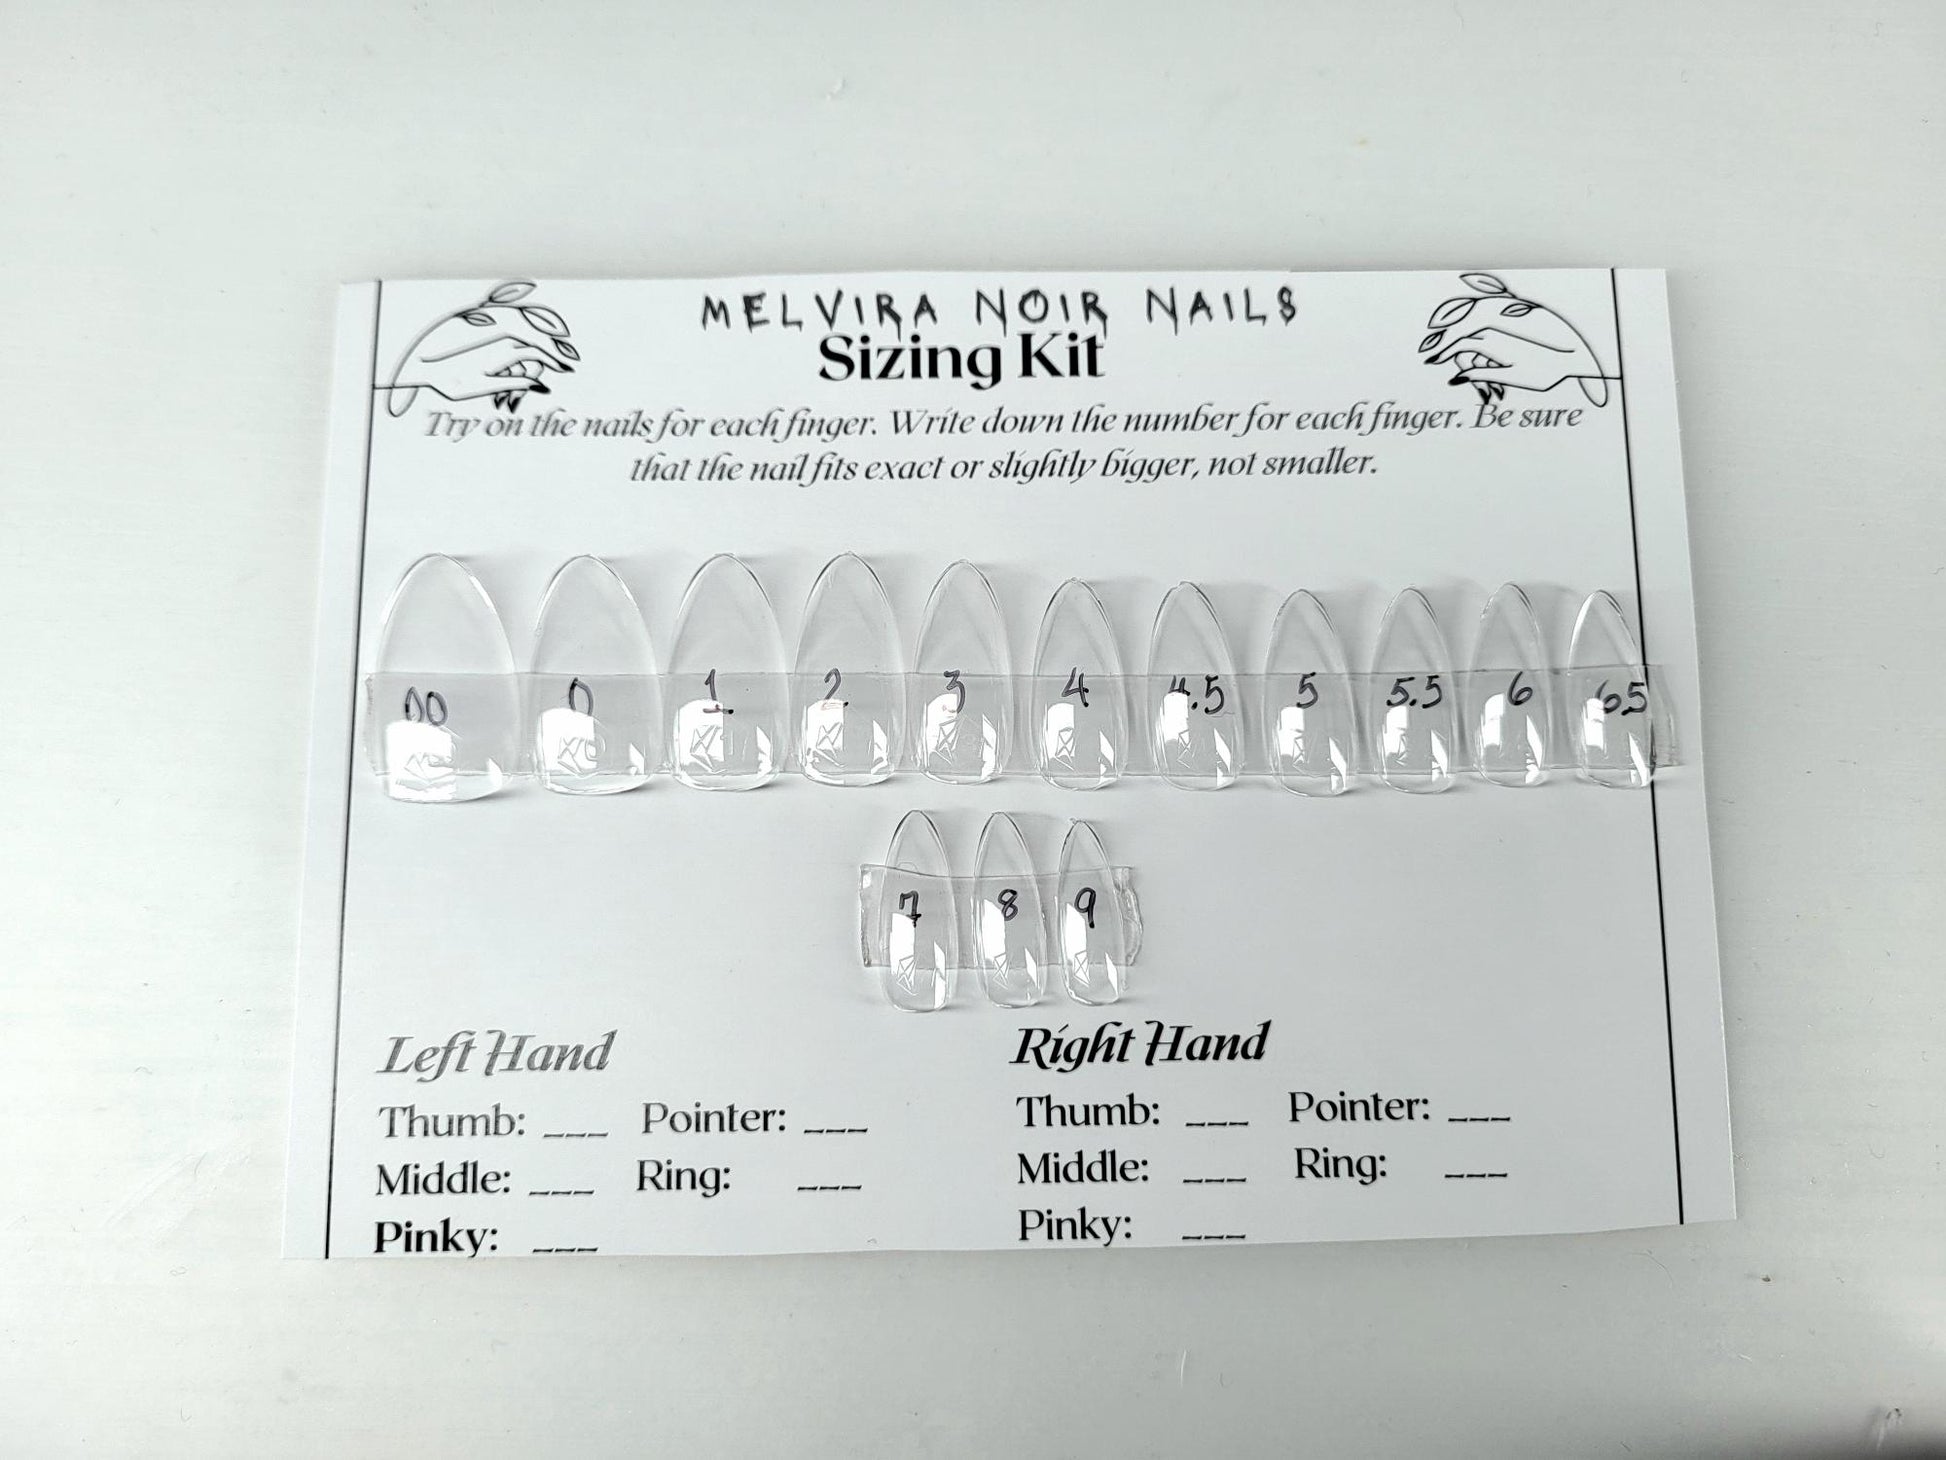 MELVIRA NOIR NAILS
Sizing Kit
Try on the nails for each finger. Write down the number for each finger. Be sure
that the nail fits exact or slightly bigger, not smaller.
00 0 1 2 3 4 4.5 5 5.5 6 6.5
7 8 9
Left Hand
Thumb: ___ Pointer: ___
Middle: ___ Ring: ___
Pinky: ___
Right Hand
Thumb: ___ Pointer: ___
Middle: ___ Ring: ___
Pinky: ___